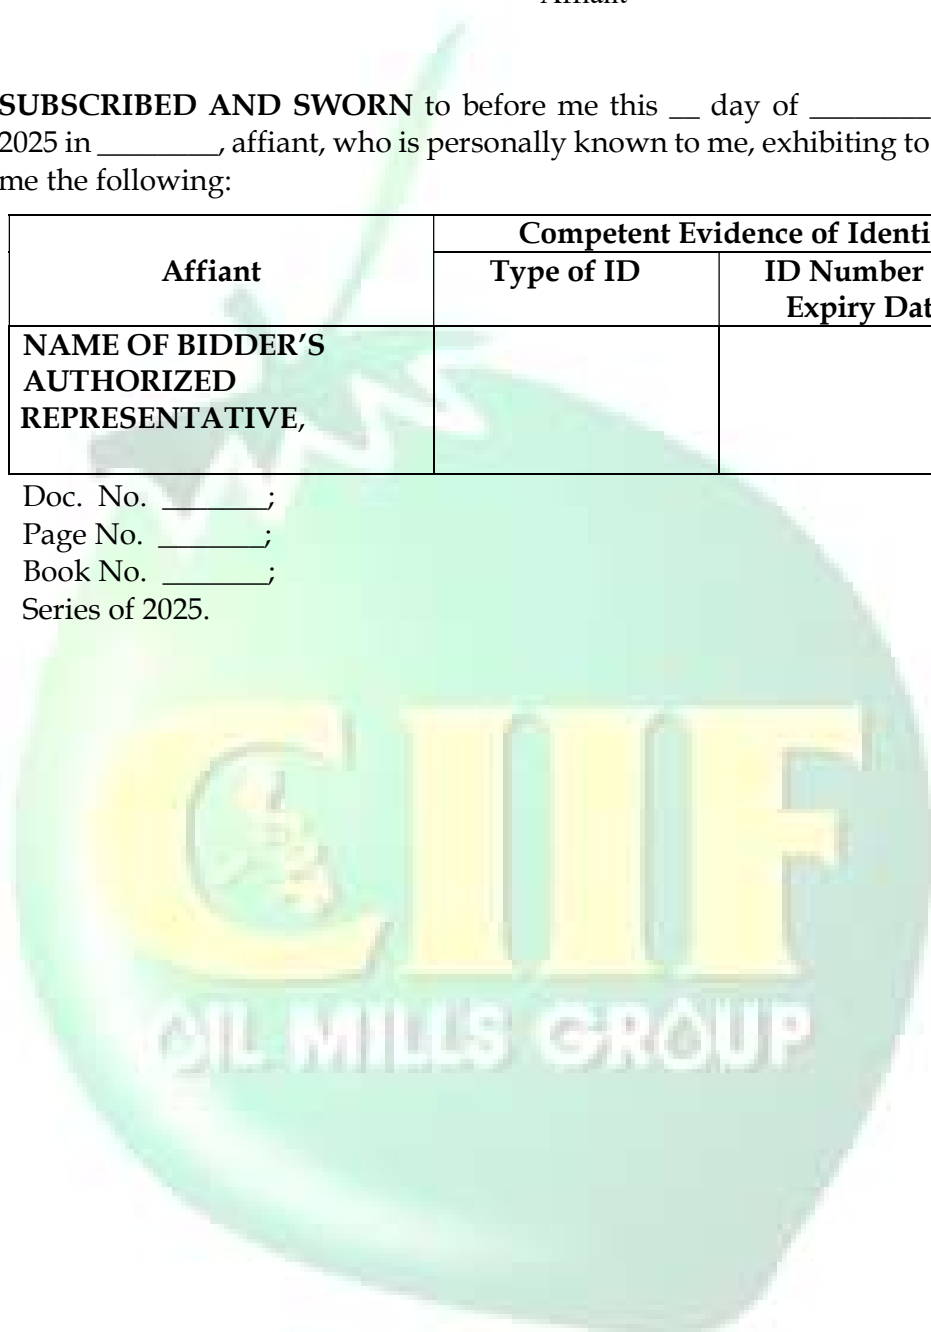 Affiant
SUBSCRIBED AND SWORN to before me this __ day of ________
2025 in ________, affiant, who is personally known to me, exhibiting to
me the following:
Competent Evidence of Identi
Affiant
Type of ID
ID Number
Expiry Dat
NAME OF BIDDER’S
AUTHORIZED
REPRESENTATIVE,
Doc. No. _______;
Page No. _______;
Book No. _______;
Series of 2025.
CIIF
OIL MILLS GROUP